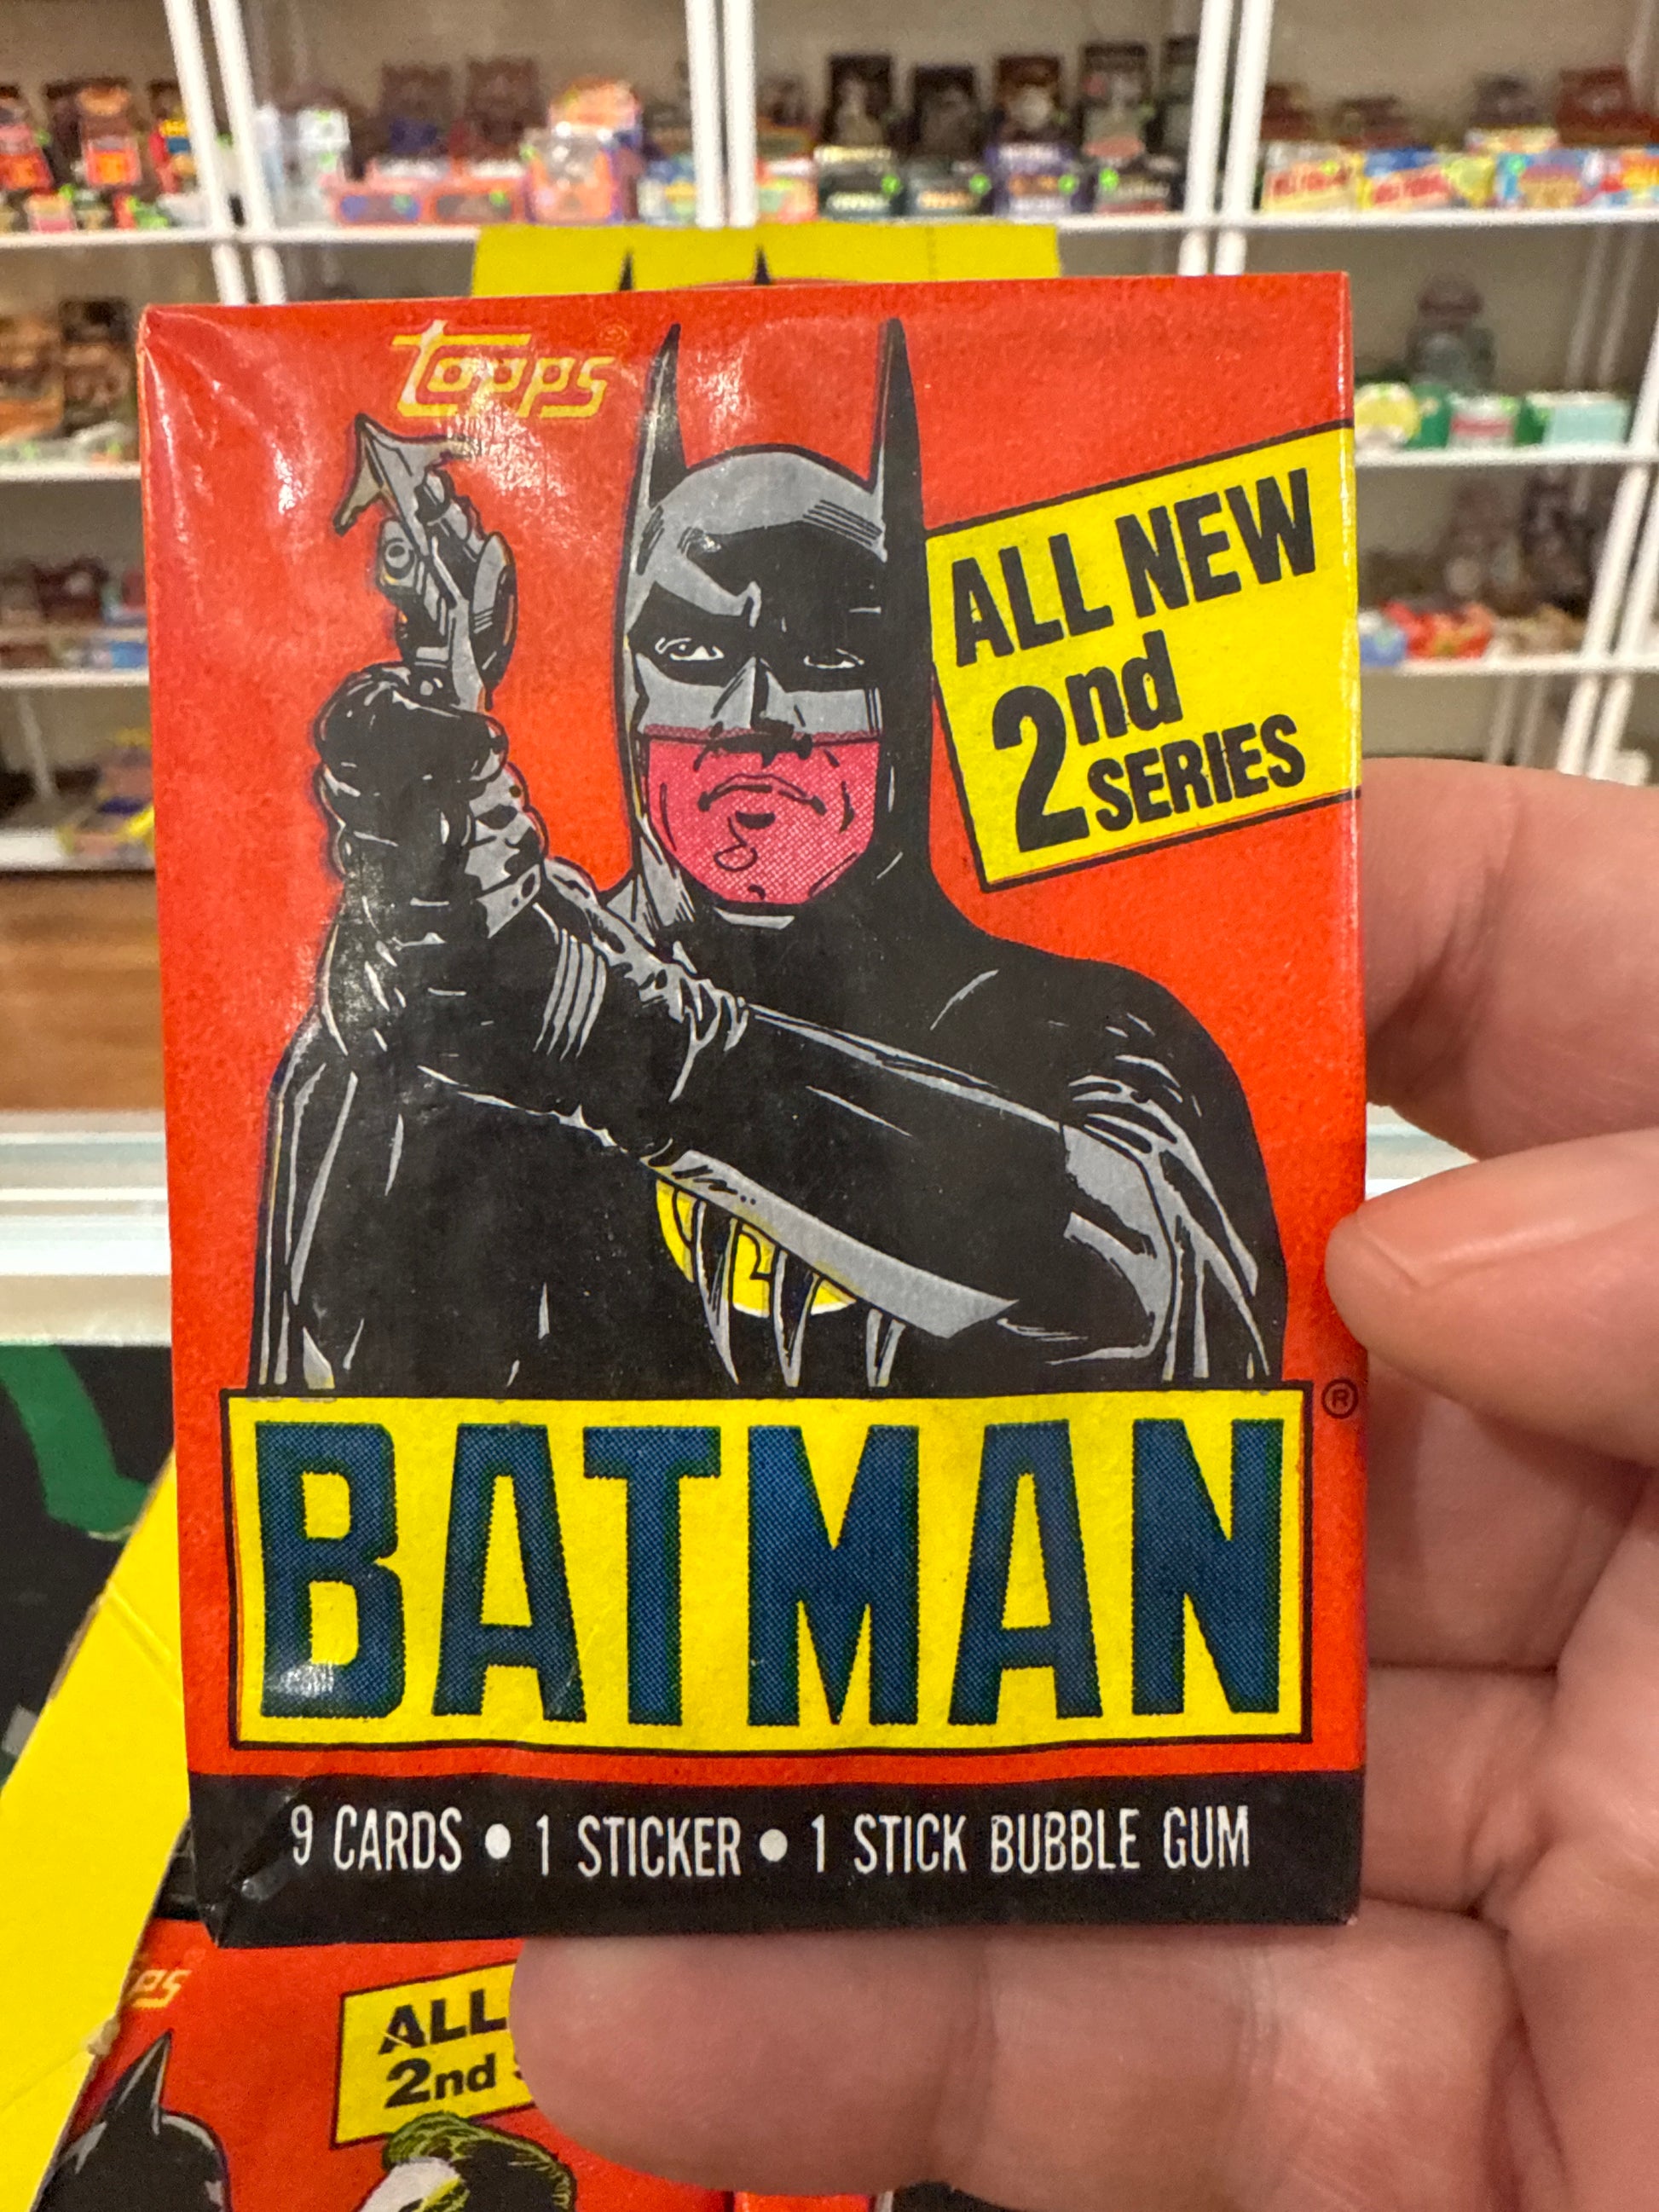 topps®
ALL NEW
2nd
SERIES
BATMAN®
9 CARDS • 1 STICKER • 1 STICK BUBBLE GUM
ALL
2nd